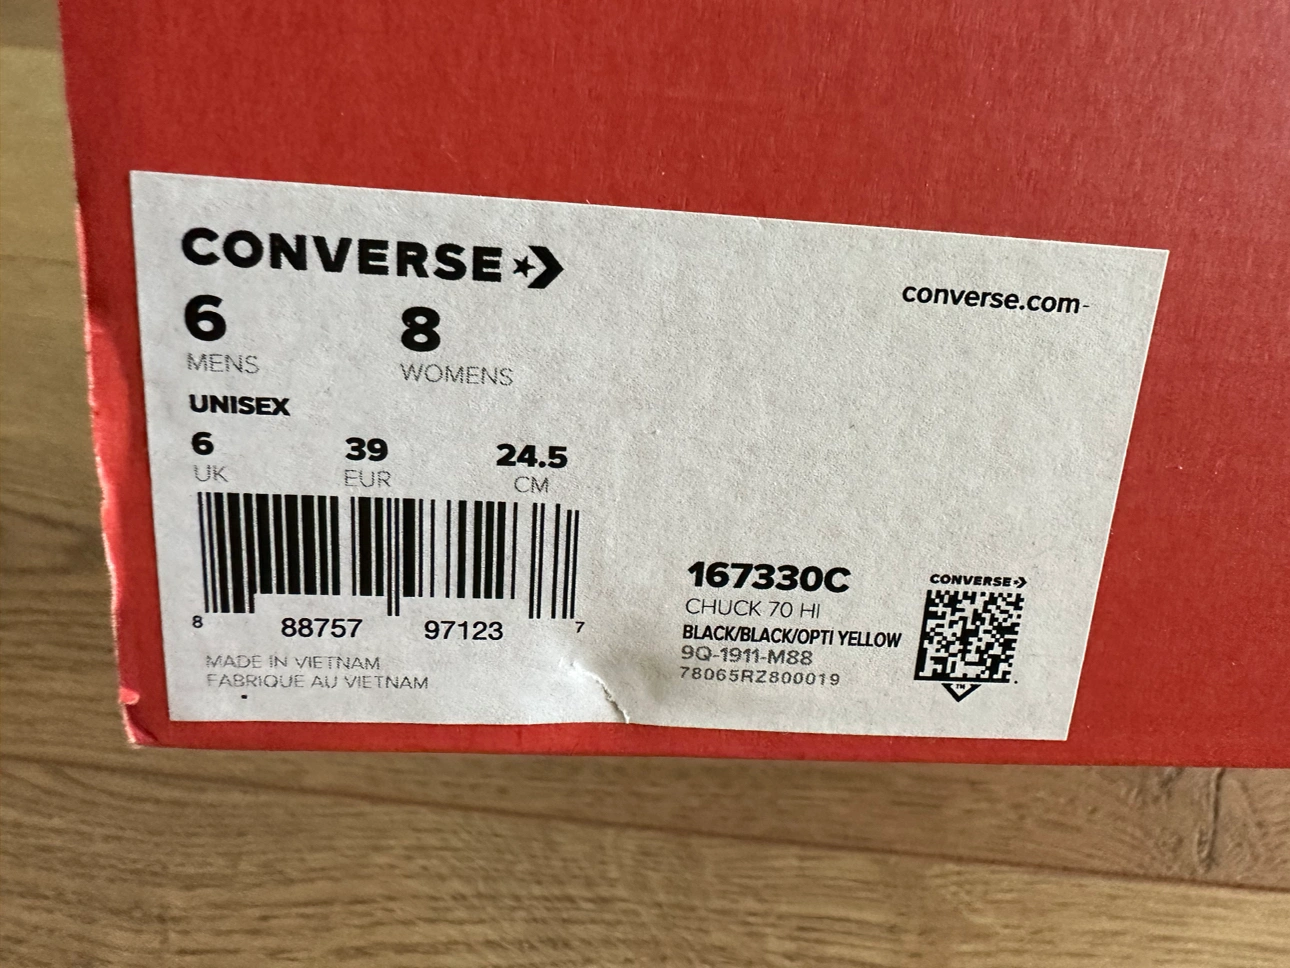 CONVERSE
converse.com-
6 8
MENS WOMENS
UNISEX
6 39 24.5
UK EUR CM
8 88757 97123 7
MADE IN VIETNAM
FABRIQUE AU VIETNAM
167330C
CHUCK 70 HI
BLACK/BLACK/OPTI YELLOW
9Q-1911-M88
78065RZ800019
CONVERSE
TM